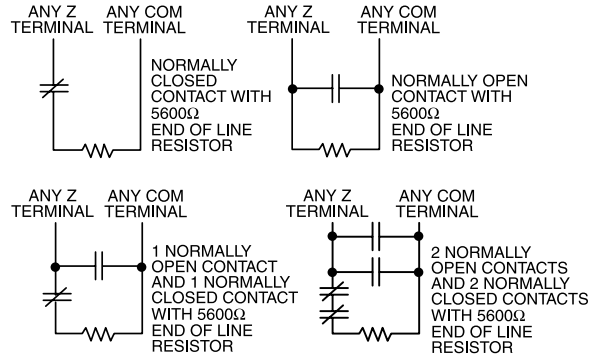 ANY Z
TERMINAL
ANY COM
TERMINAL
NORMALLY
CLOSED
CONTACT WITH
5600Ω
END OF LINE
RESISTOR
ANY Z
TERMINAL
ANY COM
TERMINAL
NORMALLY OPEN
CONTACT WITH
5600Ω
END OF LINE
RESISTOR
ANY Z
TERMINAL
ANY COM
TERMINAL
1 NORMALLY
OPEN CONTACT
AND 1 NORMALLY
CLOSED CONTACT
WITH 5600Ω
END OF LINE
RESISTOR
ANY Z
TERMINAL
ANY COM
TERMINAL
2 NORMALLY
OPEN CONTACTS
AND 2 NORMALLY
CLOSED CONTACTS
WITH 5600Ω
END OF LINE
RESISTOR